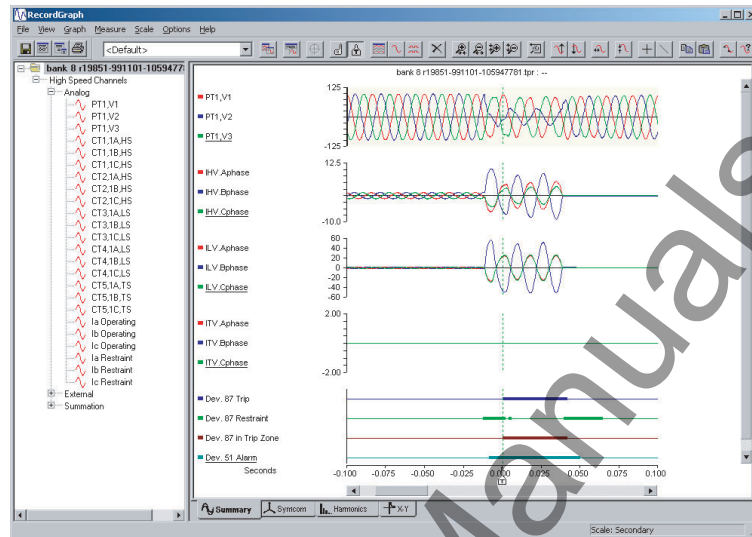 RecordGraph
File View Graph Measure Scale Options Help
<Default>
bank 8 r19851-991101-10594778
High Speed Channels
Analog
PT1,V1
PT1,V2
PT1,V3
CT1,1A,HS
CT1,1B,HS
CT1,1C,HS
CT2,1A,HS
CT2,1B,HS
CT2,1C,HS
CT3,1A,LS
CT3,1B,LS
CT3,1C,LS
CT4,1A,LS
CT4,1B,LS
CT4,1C,LS
CT5,1A,TS
CT5,1B,TS
CT5,1C,TS
Ia Operating
Ib Operating
Ic Operating
Ia Restraint
Ib Restraint
Ic Restraint
External
Summation
bank 8 r19851-991101-105947781.tpr : --
PT1,V1
PT1,V2
PT1,V3
125
-125
IHV.Aphase
IHV.Bphase
IHV.Cphase
12.5
-10.0
ILV.Aphase
ILV.Bphase
ILV.Cphase
60
40
20
0
-20
-40
-60
ITV.Aphase
ITV.Bphase
ITV.Cphase
2.00
-2.00
Dev. 87 Trip
Dev. 87 Restraint
Dev. 87 in Trip Zone
Dev. 51 Alarm
Seconds
-0.100 -0.075 -0.050 -0.025 0.000 0.025 0.050 0.075 0.100
T
Summary Symcom Harmonics X-Y
Scale: Secondary
Manuals